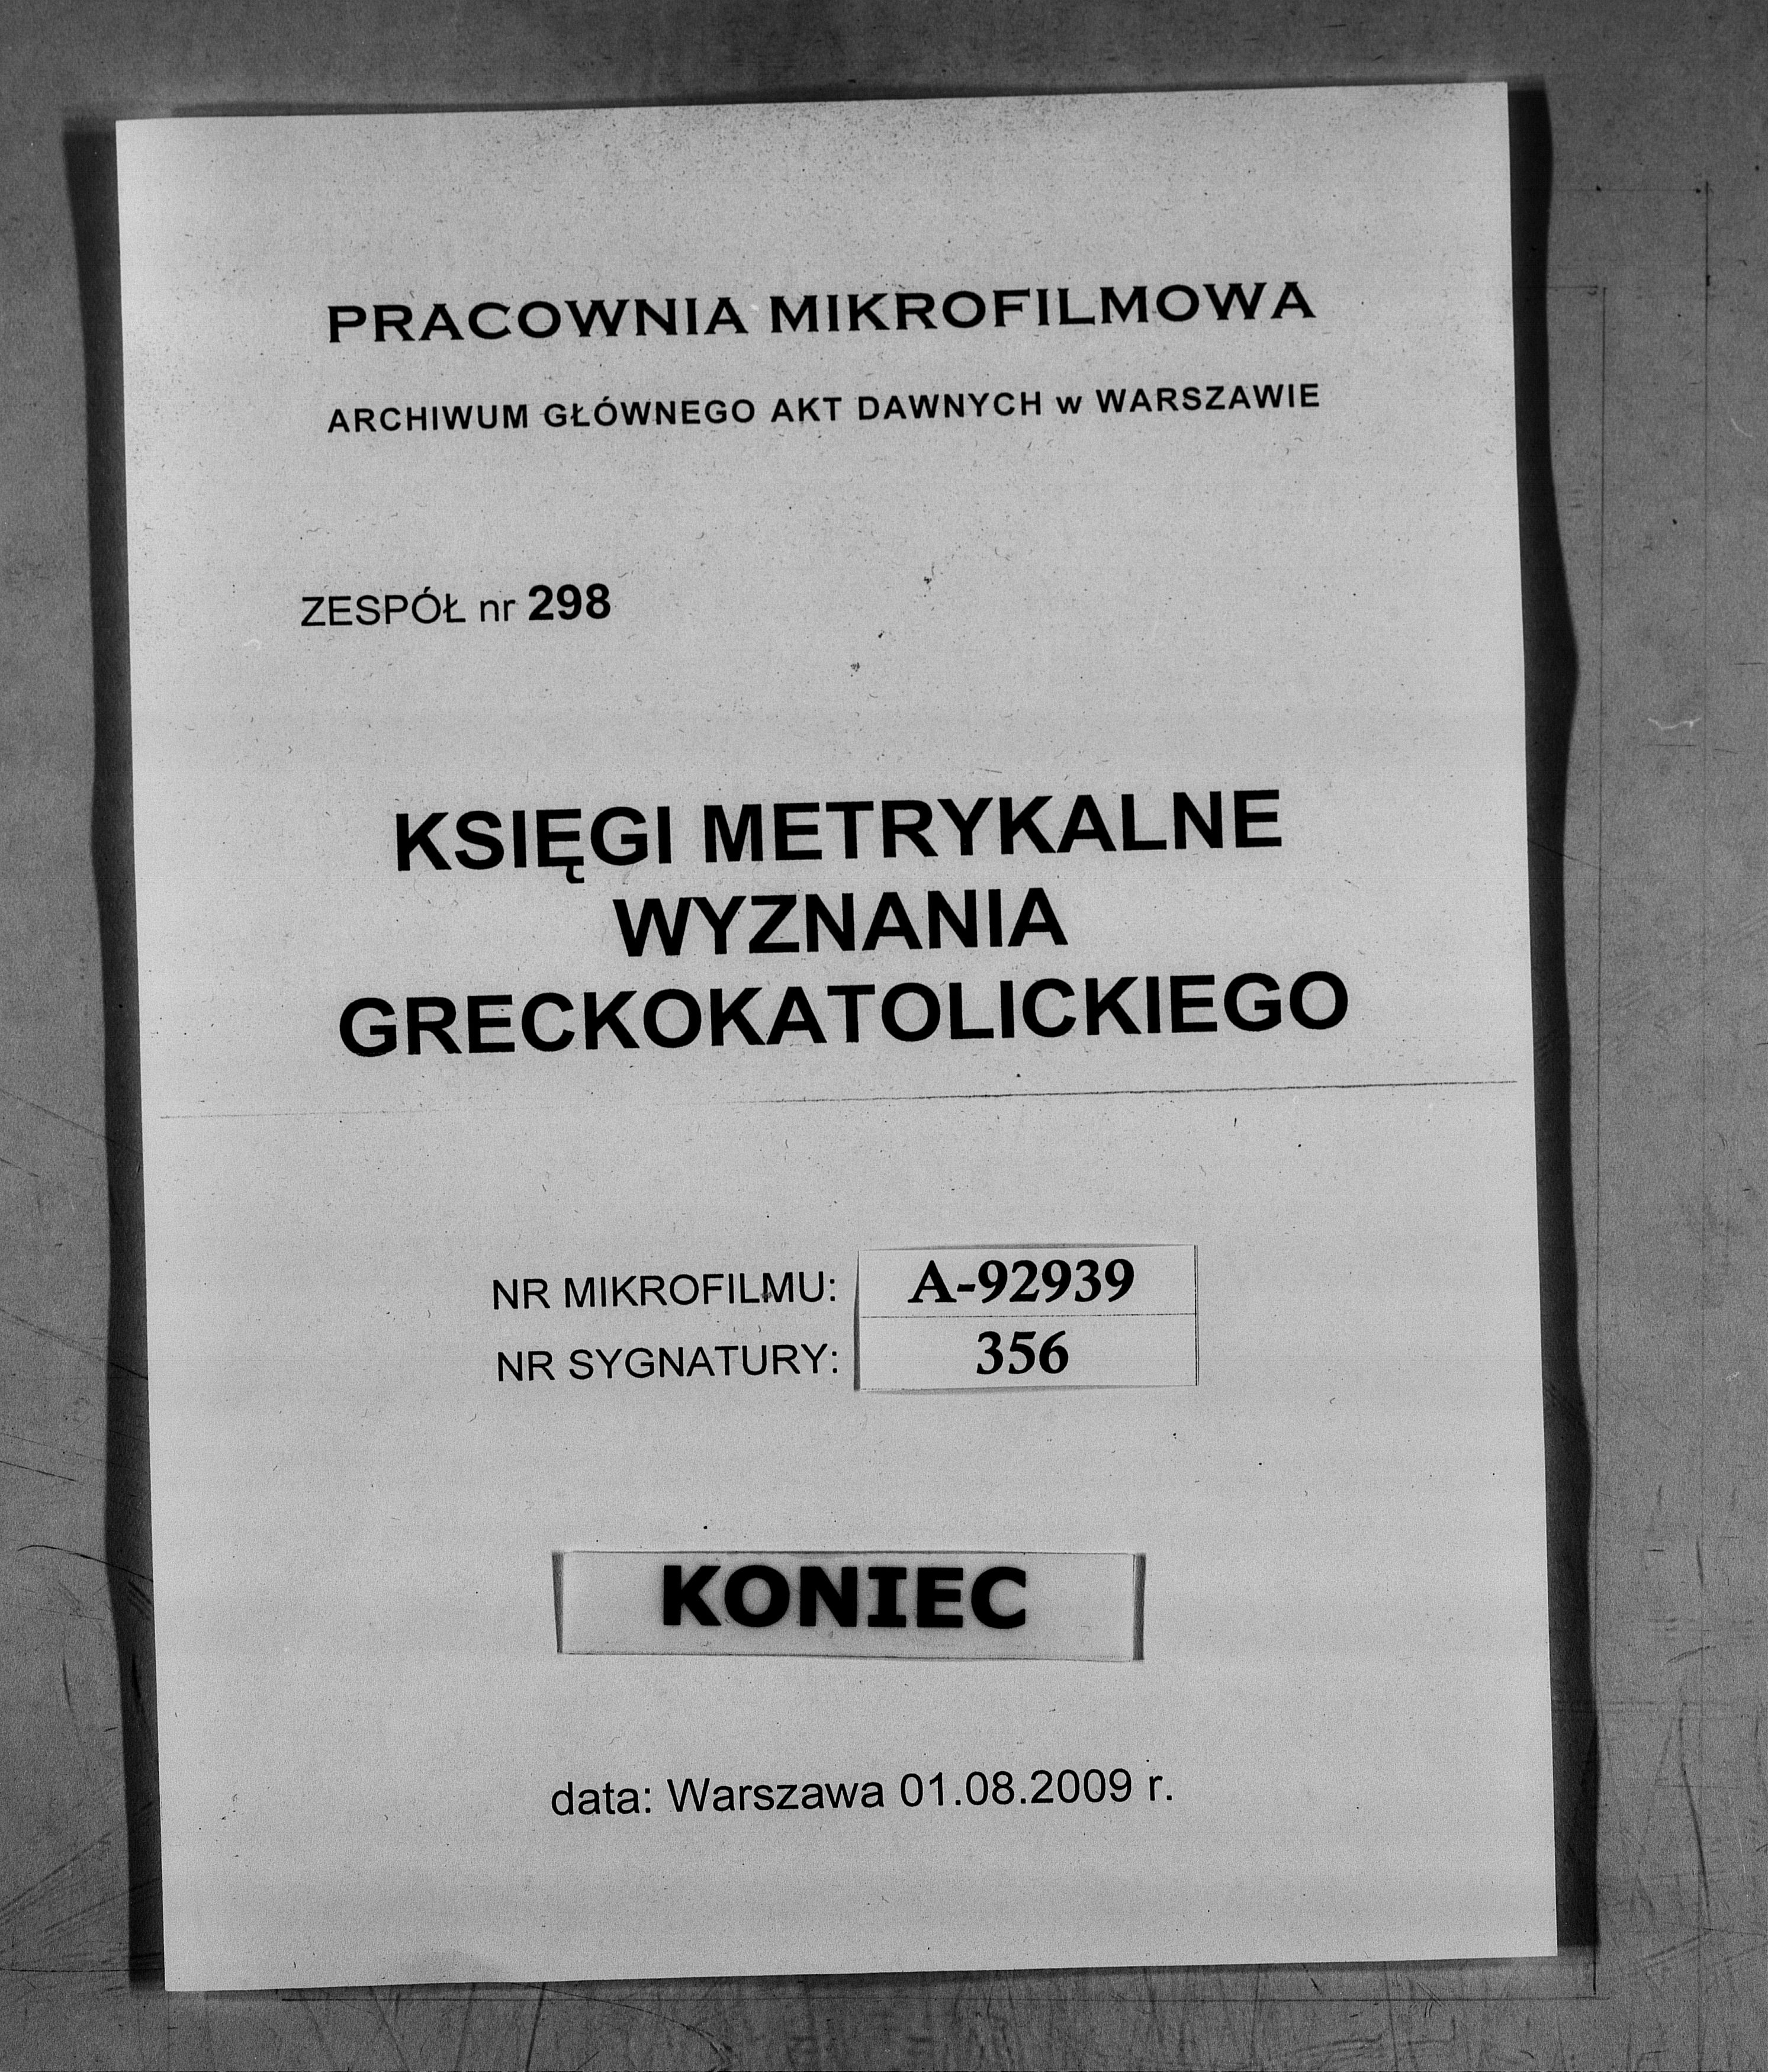 PRACOWNIA MIKROFILMOWA
ARCHIWUM GŁÓWNEGO AKT DAWNYCH w WARSZAWIE
ZESPÓŁ nr 298
KSIĘGI METRYKALNE
WYZNANIA
GRECKOKATOLICKIEGO
NR MIKROFILMU: A-92939
NR SYGNATURY: 356
KONIEC
data: Warszawa 01.08.2009 r.